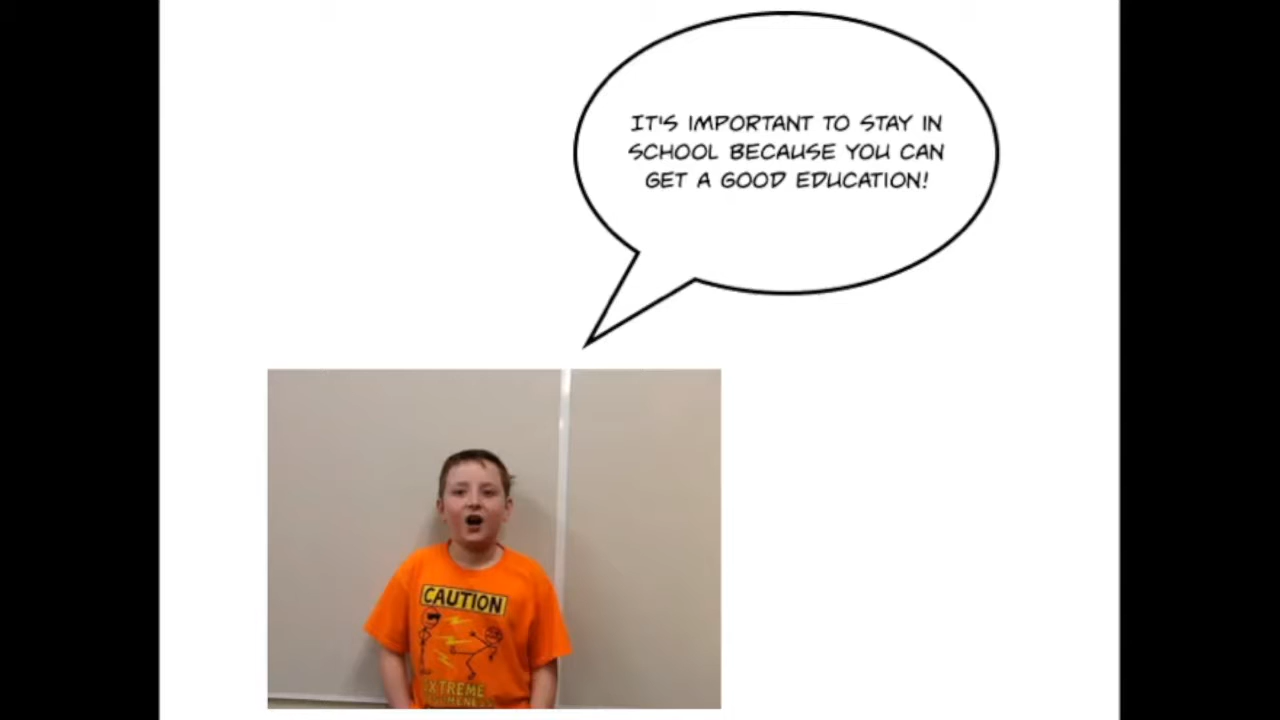 IT'S IMPORTANT TO STAY IN
SCHOOL BECAUSE YOU CAN
GET A GOOD EDUCATION!
CAUTION
EXTREME